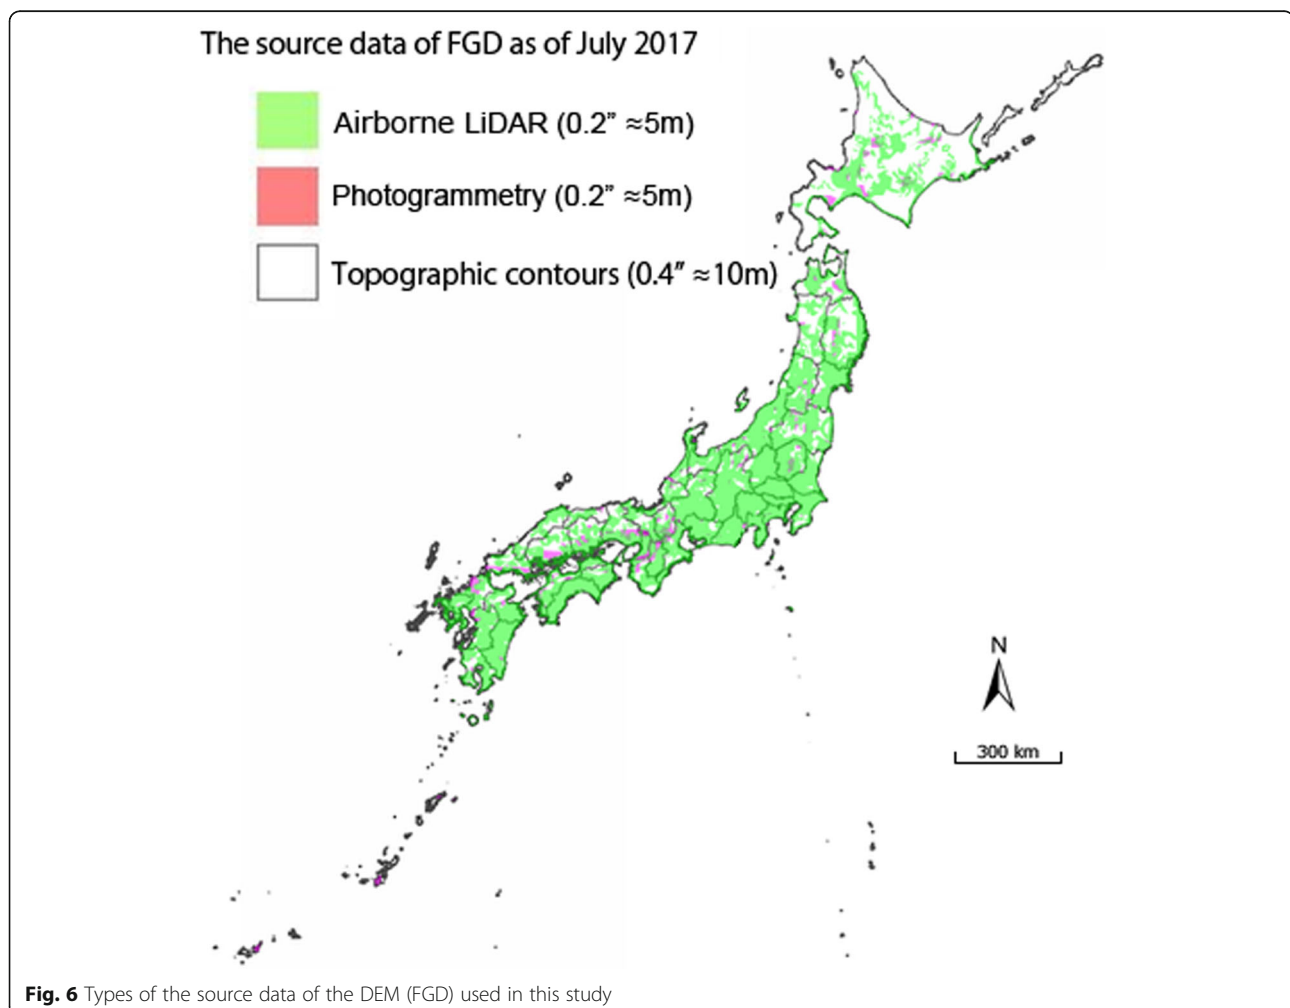 The source data of FGD as of July 2017
Airborne LiDAR (0.2” ≈5m)
Photogrammetry (0.2” ≈5m)
Topographic contours (0.4” ≈10m)
N
300 km
Fig. 6 Types of the source data of the DEM (FGD) used in this study